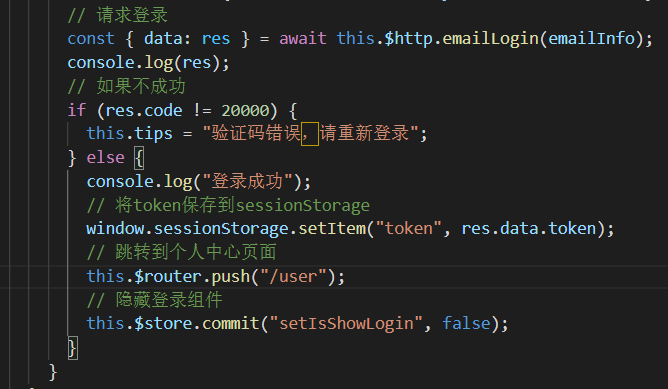 // 请求登录
const { data: res } = await this.$http.emailLogin(emailInfo);
console.log(res);
// 如果不成功
if (res.code != 20000) {
this.tips = "验证码错误，请重新登录";
} else {
console.log("登录成功");
// 将token保存到sessionStorage
window.sessionStorage.setItem("token", res.data.token);
// 跳转到个人中心页面
this.$router.push("/user");
// 隐藏登录组件
this.$store.commit("setIsShowLogin", false);
}
}